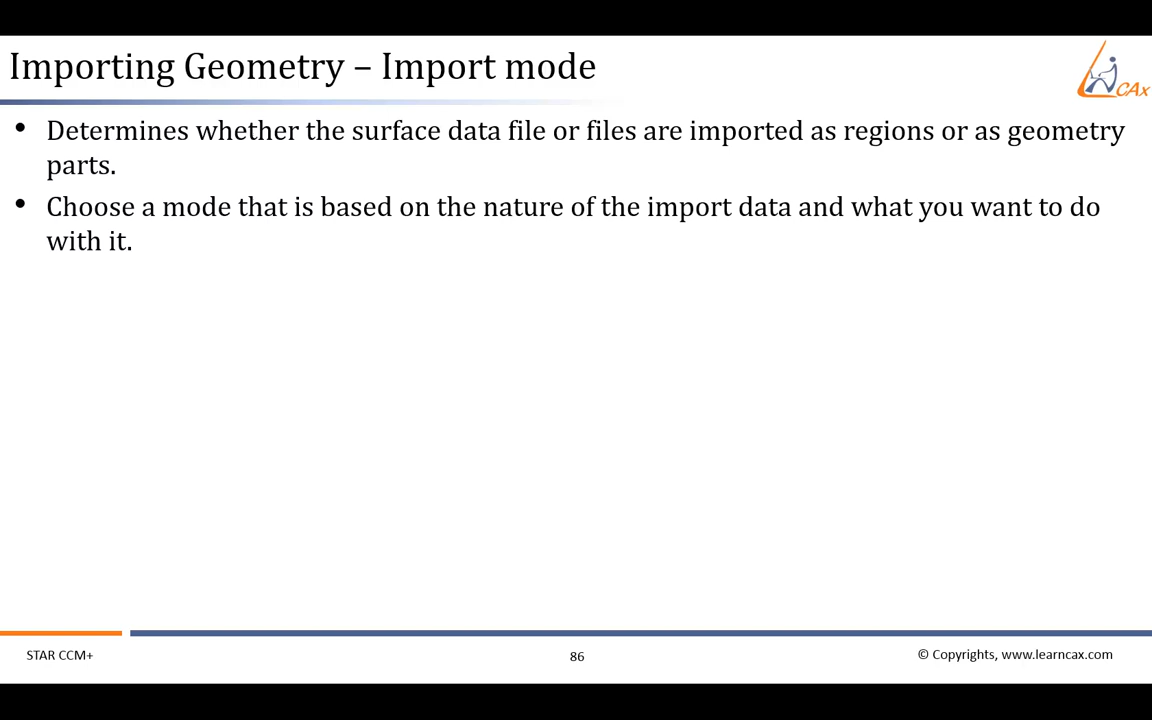 Importing Geometry – Import mode
CAx
• Determines whether the surface data file or files are imported as regions or as geometry
parts.
• Choose a mode that is based on the nature of the import data and what you want to do
with it.
STAR CCM+
86
© Copyrights, www.learncax.com